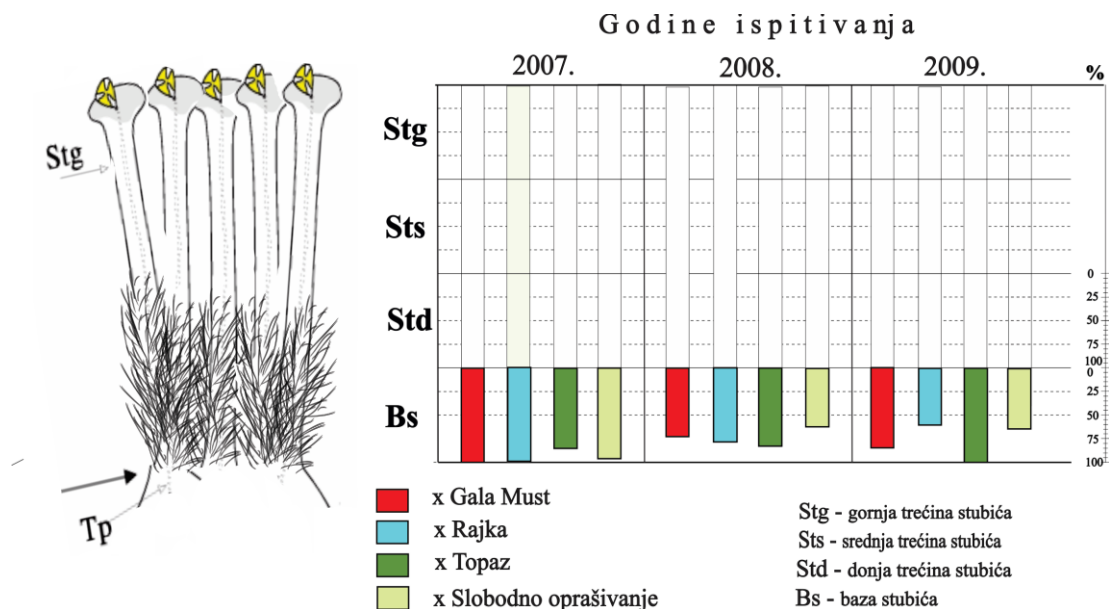 Godine ispitivanja
2007. 2008. 2009. %
Stg
Stg
Sts
Std
Bs
0
25
50
75
100
0
25
50
75
100
Tp
x Gala Must
x Rajka
x Topaz
x Slobodno oprašivanje
Stg - gornja trećina stubića
Sts - srednja trećina stubića
Std - donja trećina stubića
Bs - baza stubića